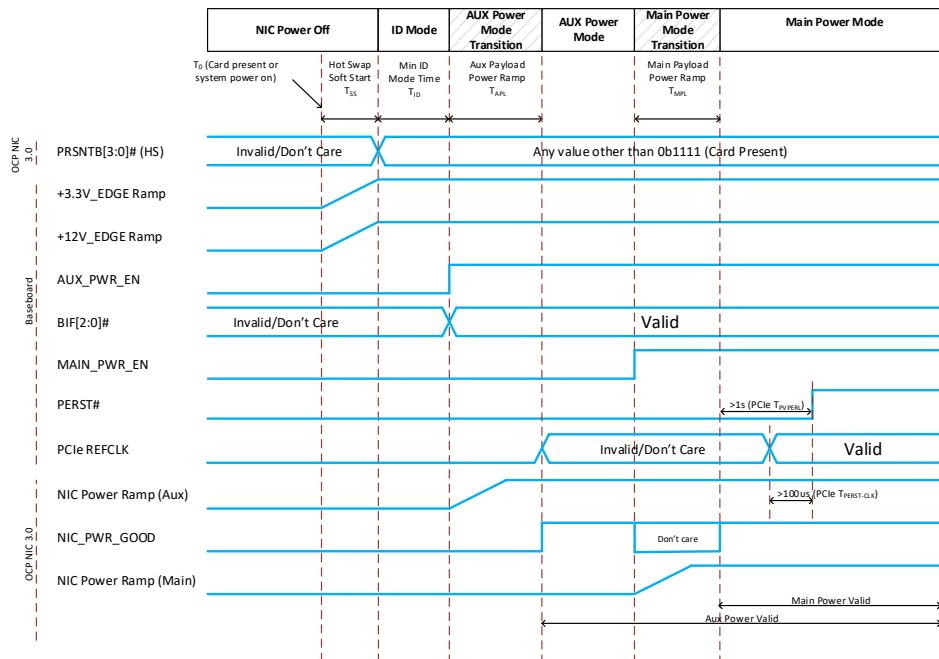 NIC Power Off
ID Mode
AUX Power
Mode
Transition
AUX Power
Mode
Main Power
Mode
Transition
Main Power Mode
T0 (Card present or
system power on)
Hot Swap
Soft Start
TSS
Min ID
Mode Time
TID
Aux Payload
Power Ramp
TAPL
Main Payload
Power Ramp
TMPL
OCP NIC
3.0
PRSNTB[3:0]# (HS)
Invalid/Don't Care
Any value other than 0b1111 (Card Present)
+3.3V_EDGE Ramp
+12V_EDGE Ramp
Baseboard
AUX_PWR_EN
BIF[2:0]#
Invalid/Don't Care
Valid
MAIN_PWR_EN
PERST#
>1s (PCIe TPVPERL)
PCIe REFCLK
Invalid/Don't Care
Valid
NIC Power Ramp (Aux)
>100us (PCIe TPERST-CLK)
OCP NIC 3.0
NIC_PWR_GOOD
Don't care
NIC Power Ramp (Main)
Main Power Valid
Aux Power Valid